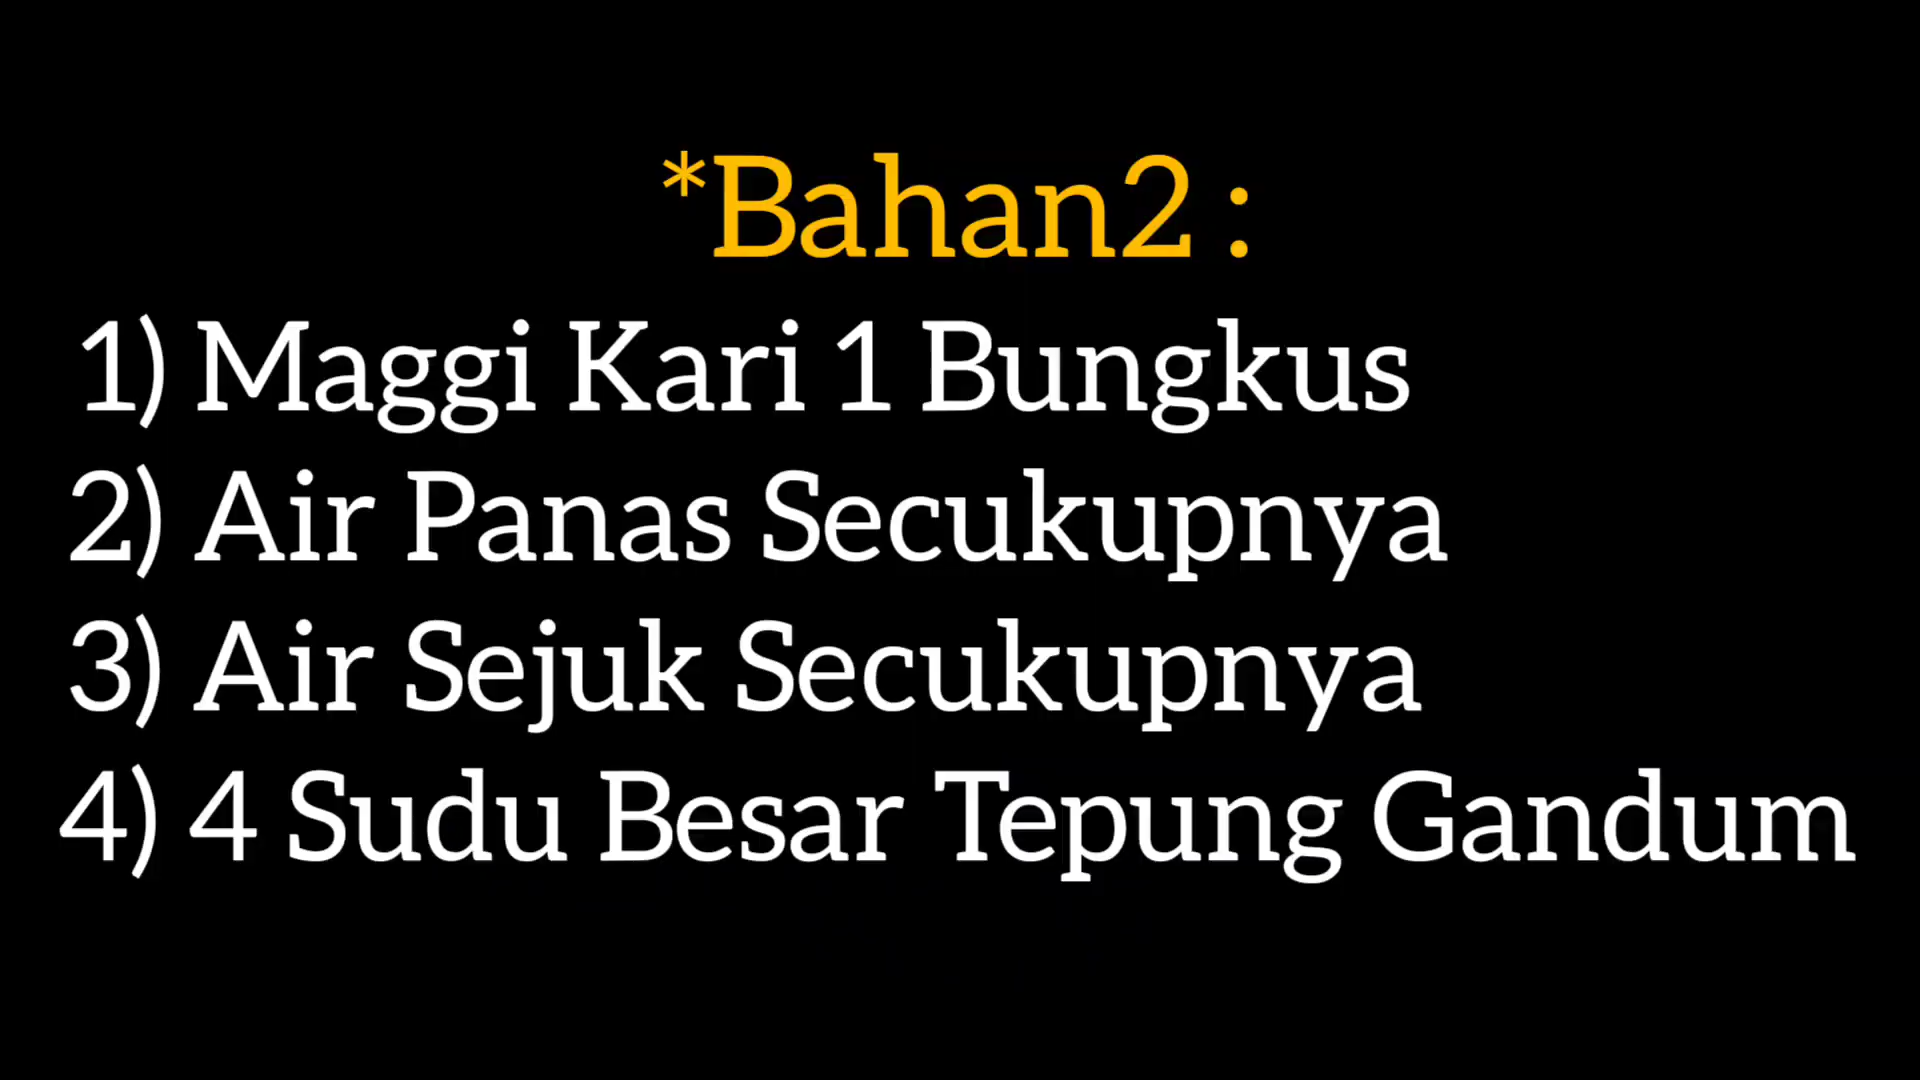 *Bahan2 :
1) Maggi Kari 1 Bungkus
2) Air Panas Secukupnya
3) Air Sejuk Secukupnya
4) 4 Sudu Besar Tepung Gandum